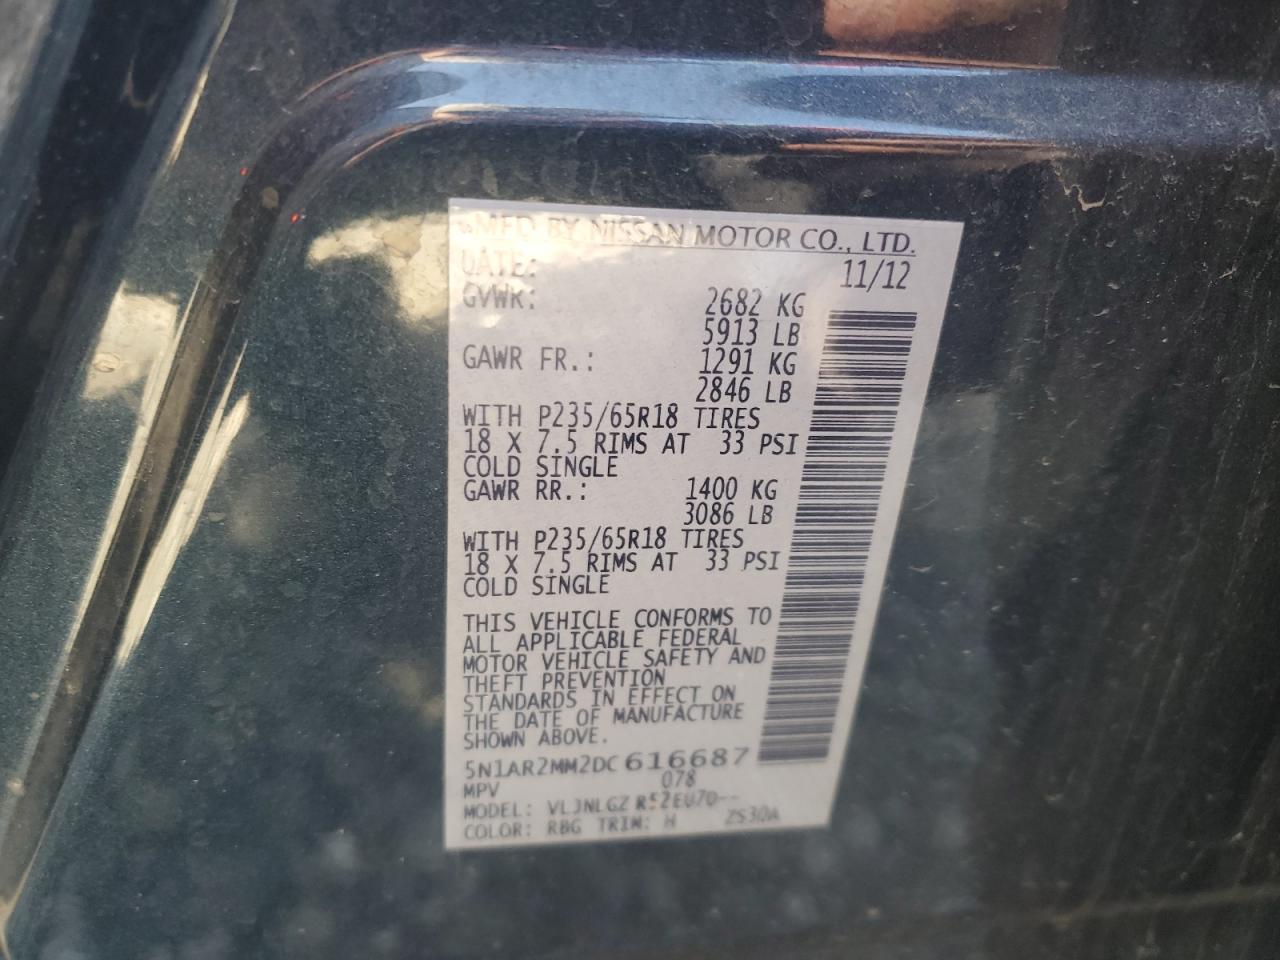 MFD BY NISSAN MOTOR CO., LTD.
DATE: 11/12
GVWR: 2682 KG
5913 LB
GAWR FR.: 1291 KG
2846 LB
WITH P235/65R18 TIRES
18 X 7.5 RIMS AT 33 PSI
COLD SINGLE
GAWR RR.: 1400 KG
3086 LB
WITH P235/65R18 TIRES
18 X 7.5 RIMS AT 33 PSI
COLD SINGLE
THIS VEHICLE CONFORMS TO
ALL APPLICABLE FEDERAL
MOTOR VEHICLE SAFETY AND
THEFT PREVENTION
STANDARDS IN EFFECT ON
THE DATE OF MANUFACTURE
SHOWN ABOVE.
5N1AR2MM2DC616687
MPV 078
MODEL:
COLOR: RBG TRIM: H ZS30A